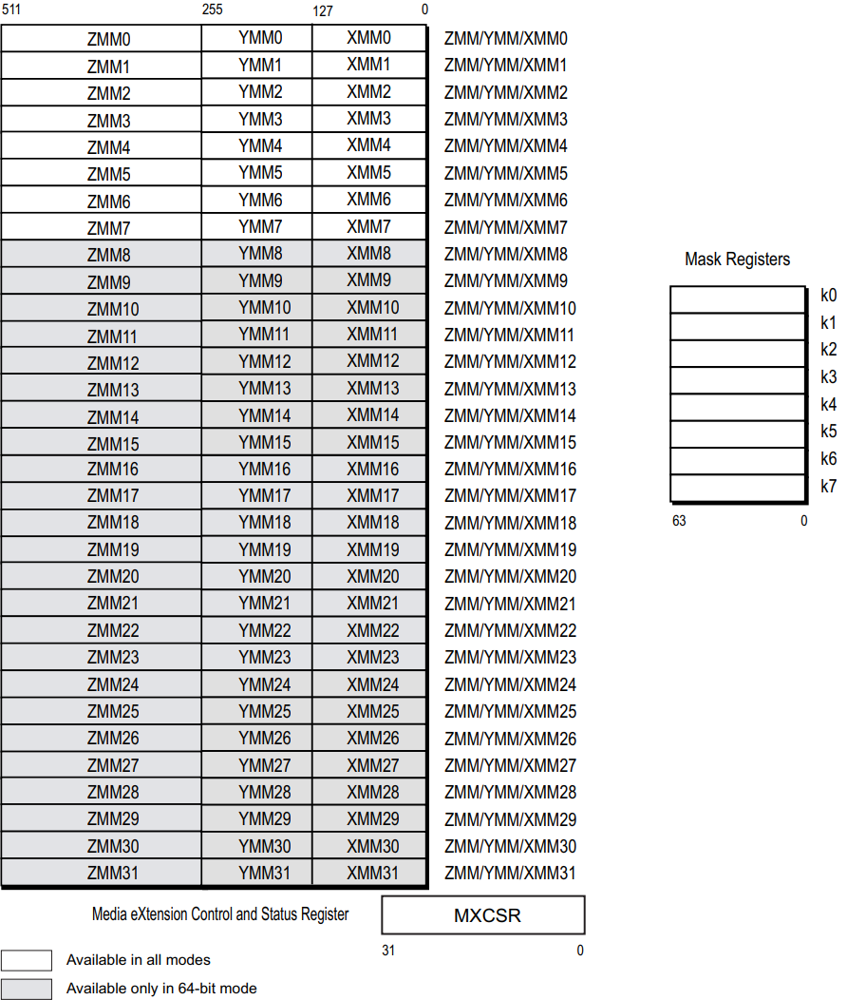 511 255 127 0
ZMM0 YMM0 XMM0 ZMM/YMM/XMM0
ZMM1 YMM1 XMM1 ZMM/YMM/XMM1
ZMM2 YMM2 XMM2 ZMM/YMM/XMM2
ZMM3 YMM3 XMM3 ZMM/YMM/XMM3
ZMM4 YMM4 XMM4 ZMM/YMM/XMM4
ZMM5 YMM5 XMM5 ZMM/YMM/XMM5
ZMM6 YMM6 XMM6 ZMM/YMM/XMM6
ZMM7 YMM7 XMM7 ZMM/YMM/XMM7
ZMM8 YMM8 XMM8 ZMM/YMM/XMM8
ZMM9 YMM9 XMM9 ZMM/YMM/XMM9
ZMM10 YMM10 XMM10 ZMM/YMM/XMM10
ZMM11 YMM11 XMM11 ZMM/YMM/XMM11
ZMM12 YMM12 XMM12 ZMM/YMM/XMM12
ZMM13 YMM13 XMM13 ZMM/YMM/XMM13
ZMM14 YMM14 XMM14 ZMM/YMM/XMM14
ZMM15 YMM15 XMM15 ZMM/YMM/XMM15
ZMM16 YMM16 XMM16 ZMM/YMM/XMM16
ZMM17 YMM17 XMM17 ZMM/YMM/XMM17
ZMM18 YMM18 XMM18 ZMM/YMM/XMM18
ZMM19 YMM19 XMM19 ZMM/YMM/XMM19
ZMM20 YMM20 XMM20 ZMM/YMM/XMM20
ZMM21 YMM21 XMM21 ZMM/YMM/XMM21
ZMM22 YMM22 XMM22 ZMM/YMM/XMM22
ZMM23 YMM23 XMM23 ZMM/YMM/XMM23
ZMM24 YMM24 XMM24 ZMM/YMM/XMM24
ZMM25 YMM25 XMM25 ZMM/YMM/XMM25
ZMM26 YMM26 XMM26 ZMM/YMM/XMM26
ZMM27 YMM27 XMM27 ZMM/YMM/XMM27
ZMM28 YMM28 XMM28 ZMM/YMM/XMM28
ZMM29 YMM29 XMM29 ZMM/YMM/XMM29
ZMM30 YMM30 XMM30 ZMM/YMM/XMM30
ZMM31 YMM31 XMM31 ZMM/YMM/XMM31
Mask Registers
k0
k1
k2
k3
k4
k5
k6
k7
63 0
Media eXtension Control and Status Register MXCSR
31 0
Available in all modes
Available only in 64-bit mode